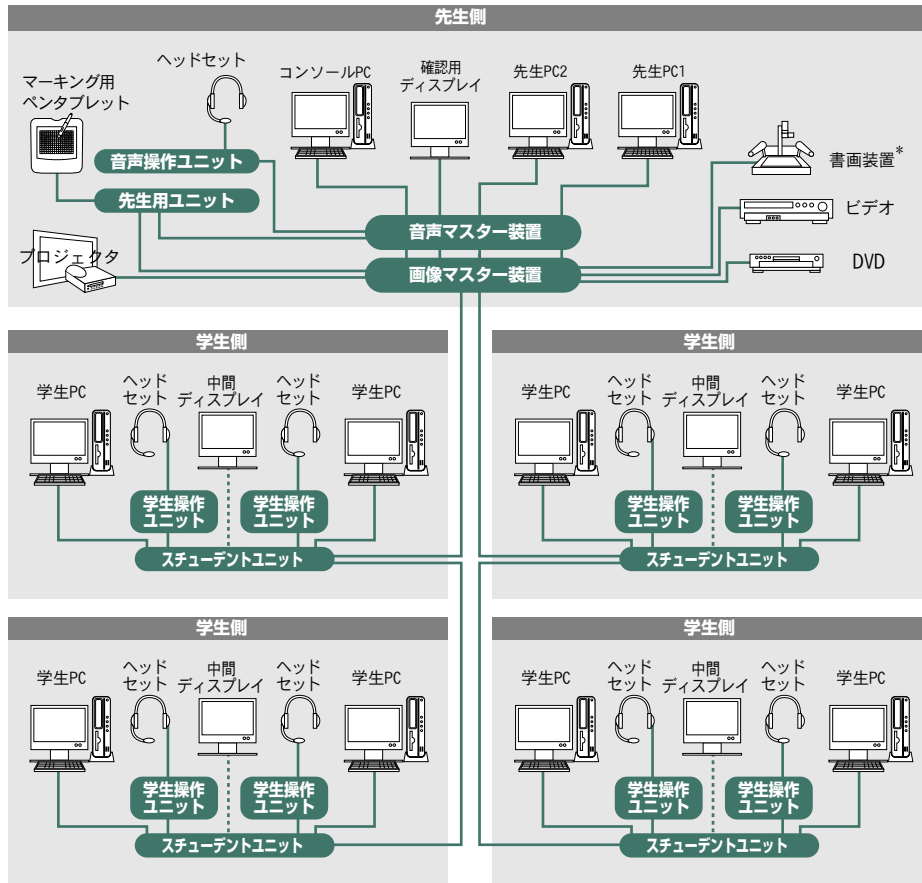 先生側
ヘッドセット
マーキング用
ペンタブレット
コンソールPC
確認用
ディスプレイ
先生PC2
先生PC1
音声操作ユニット
書画装置*
先生用ユニット
ビデオ
音声マスター装置
プロジェクタ
画像マスター装置
DVD
学生側
学生PC
ヘッド
セット
中間
ディスプレイ
ヘッド
セット
学生PC
学生操作
ユニット
学生操作
ユニット
スチューデントユニット
学生側
学生PC
ヘッド
セット
中間
ディスプレイ
ヘッド
セット
学生PC
学生操作
ユニット
学生操作
ユニット
スチューデントユニット
学生側
学生PC
ヘッド
セット
中間
ディスプレイ
ヘッド
セット
学生PC
学生操作
ユニット
学生操作
ユニット
スチューデントユニット
学生側
学生PC
ヘッド
セット
中間
ディスプレイ
ヘッド
セット
学生PC
学生操作
ユニット
学生操作
ユニット
スチューデントユニット